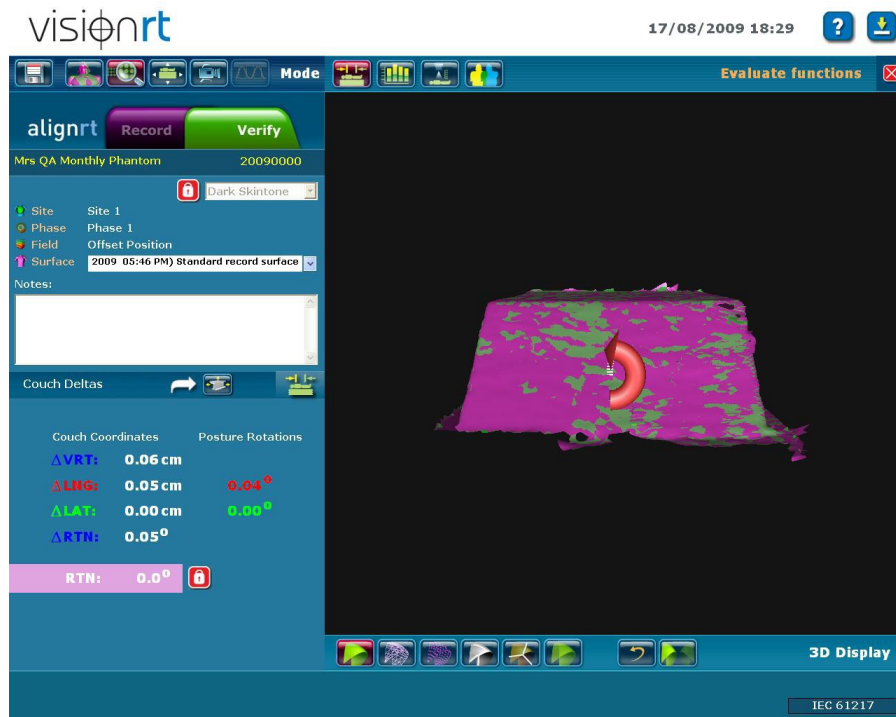 visionrt
17/08/2009 18:29
?
Mode
Evaluate functions
alignrt
Record
Verify
Mrs QA Monthly Phantom
20090000
Dark Skintone
Site Site 1
Phase Phase 1
Field Offset Position
Surface 2009 05:46 PM) Standard record surface
Notes:
Couch Deltas
Couch Coordinates Posture Rotations
ΔVRT: 0.06 cm
ΔLNG: 0.05 cm 0.04⁰
ΔLAT: 0.00 cm 0.00⁰
ΔRTN: 0.05⁰
RTN: 0.0⁰
3D Display
IEC 61217